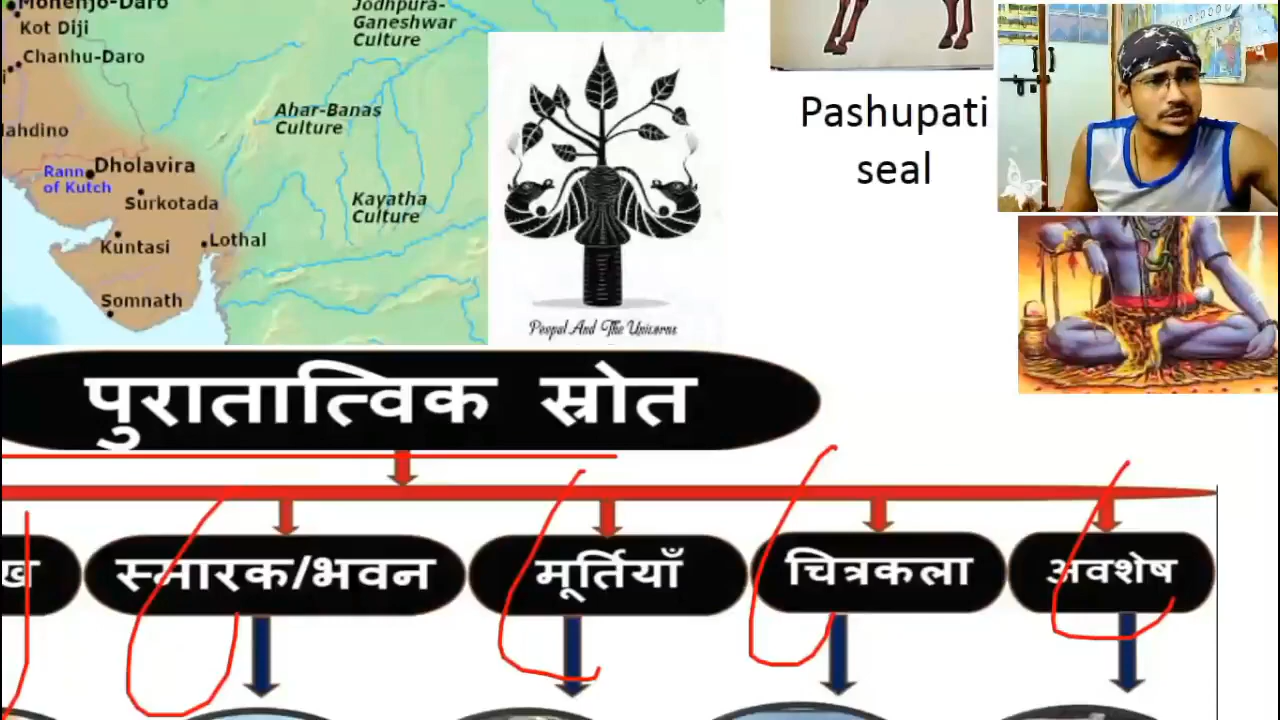 Mohenjo-Daro
Kot Diji
Chanhu-Daro
Jodhpura-
Ganeshwar
Culture
Ahar-Banas
Culture
Dholavira
Rann
of Kutch
Surkotada
Kayatha
Culture
Kuntasi
Lothal
Somnath
Peepal And The Universe
Pashupati
seal
पुरातात्विक स्रोत
स्मारक/भवन
मूर्तियाँ
चित्रकला
अवशेष